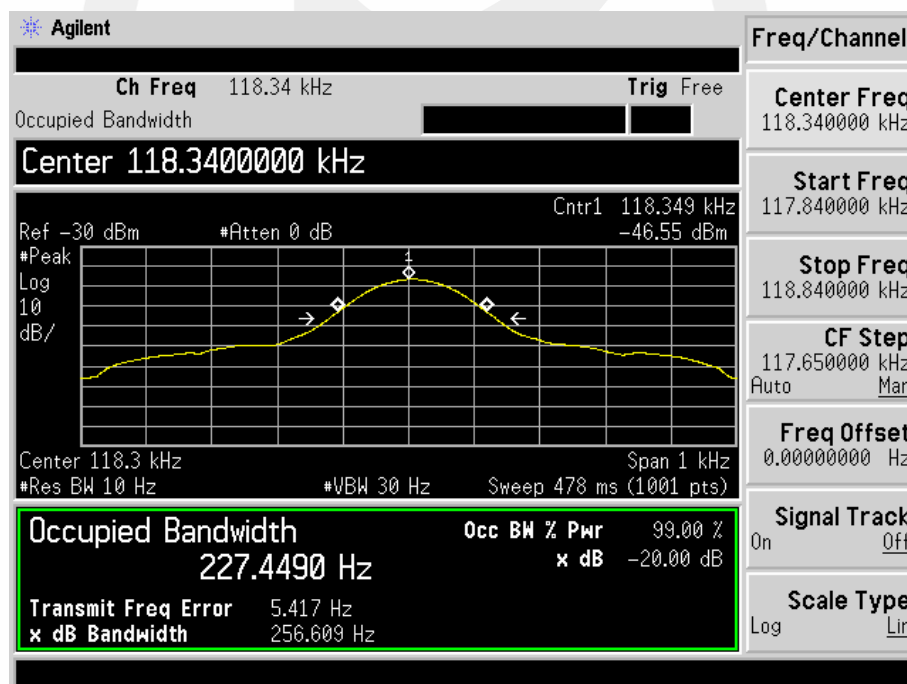 Agilent
Freq/Channel
Ch Freq 118.34 kHz Trig Free
Occupied Bandwidth
Center 118.3400000 kHz
Cntr1 118.349 kHz
Ref -30 dBm #Atten 0 dB -46.55 dBm
#Peak
Log
10
dB/
1
Center 118.3 kHz Span 1 kHz
#Res BW 10 Hz #VBW 30 Hz Sweep 478 ms (1001 pts)
Occupied Bandwidth
227.4490 Hz
Occ BW % Pwr 99.00 %
x dB -20.00 dB
Transmit Freq Error 5.417 Hz
x dB Bandwidth 256.609 Hz
Center Freq
118.340000 kHz
Start Freq
117.840000 kHz
Stop Freq
118.840000 kHz
CF Step
117.650000 kHz
Auto Man
Freq Offset
0.00000000 Hz
Signal Track
On Off
Scale Type
Log Lin